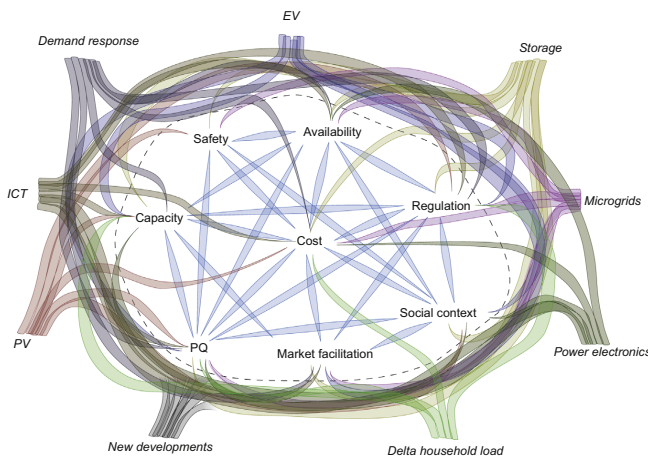 EV
Demand response
Storage
Safety
Availability
ICT
Capacity
Regulation
Microgrids
Cost
Social context
PV
PQ
Market facilitation
Power electronics
New developments
Delta household load